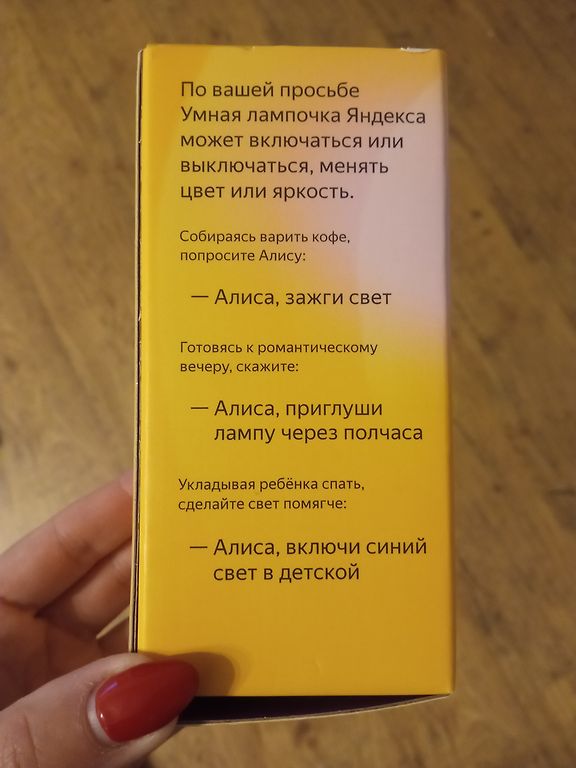 По вашей просьбе
Умная лампочка Яндекса
может включаться или
выключаться, менять
цвет или яркость.
Собираясь варить кофе,
попросите Алису:
— Алиса, зажги свет
Готовясь к романтическому
вечеру, скажите:
— Алиса, приглуши
лампу через полчаса
Укладывая ребёнка спать,
сделайте свет помягче:
— Алиса, включи синий
свет в детской